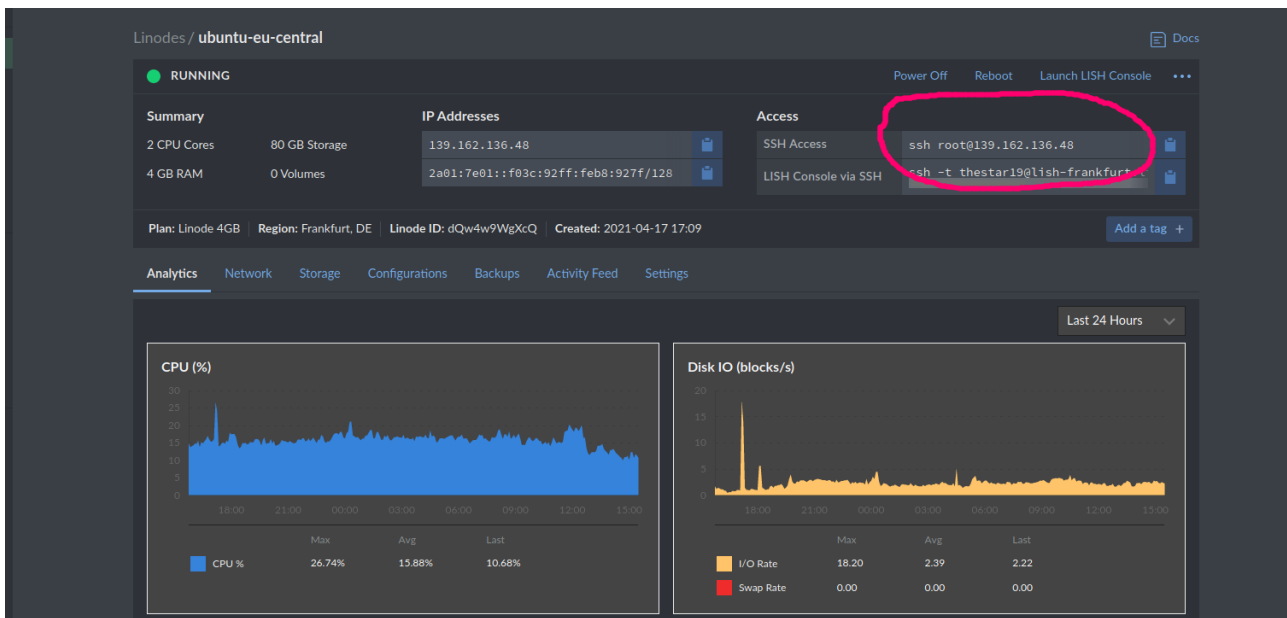 Linodes / ubuntu-eu-central
Docs
RUNNING
Power Off Reboot Launch LISH Console
Summary
2 CPU Cores 80 GB Storage
4 GB RAM 0 Volumes
IP Addresses
139.162.136.48
2a01:7e01::f03c:92ff:feb8:927f/128
Access
SSH Access ssh root@139.162.136.48
LISH Console via SSH ssh -t thestar19@lish-frankfurt
Plan: Linode 4GB Region: Frankfurt, DE Linode ID: dQw4w9WgXcQ Created: 2021-04-17 17:09
Add a tag +
Analytics Network Storage Configurations Backups Activity Feed Settings
Last 24 Hours
CPU (%)
30
25
20
15
10
5
0
18:00 21:00 00:00 03:00 06:00 09:00 12:00 15:00
Max Avg Last
CPU % 26.74% 15.88% 10.68%
Disk IO (blocks/s)
20
15
10
5
0
18:00 21:00 00:00 03:00 06:00 09:00 12:00 15:00
Max Avg Last
I/O Rate 18.20 2.39 2.22
Swap Rate 0.00 0.00 0.00